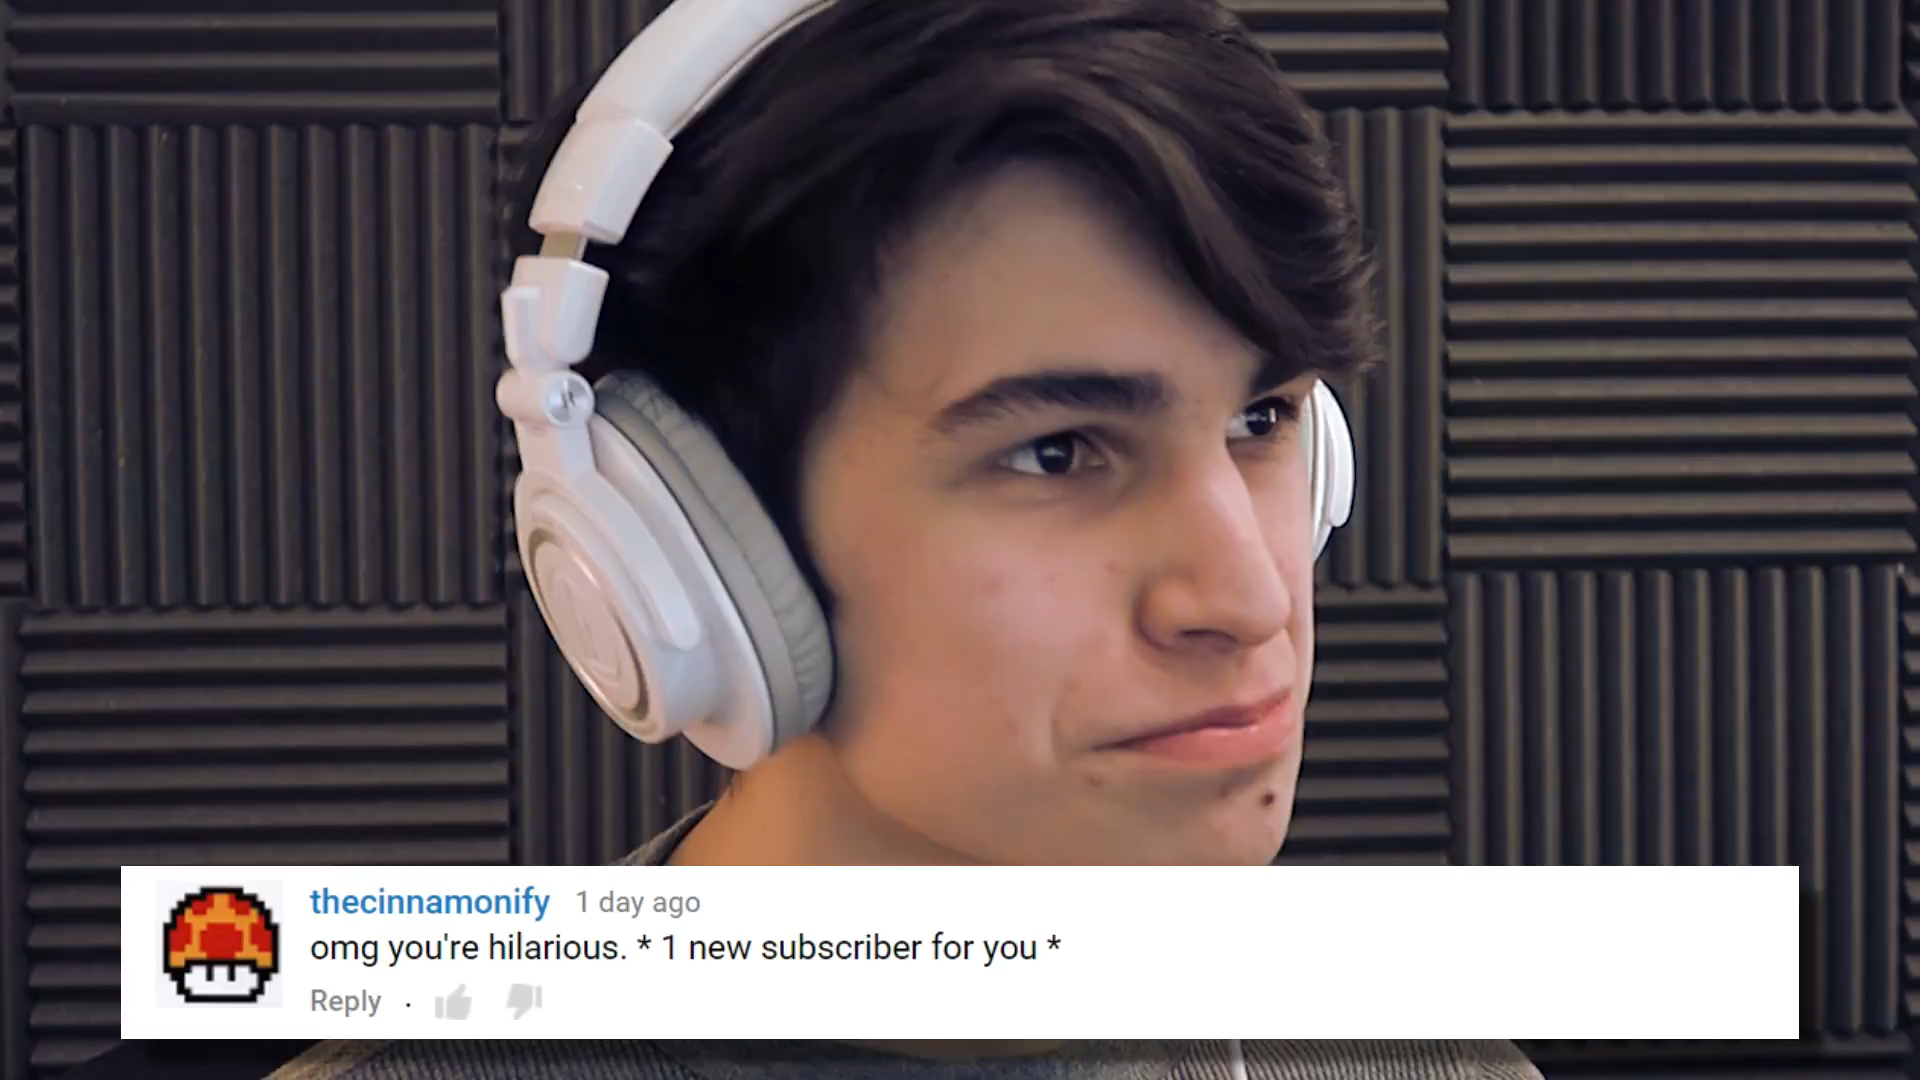 thecinnamonify 1 day ago
omg you're hilarious. * 1 new subscriber for you *
Reply ·